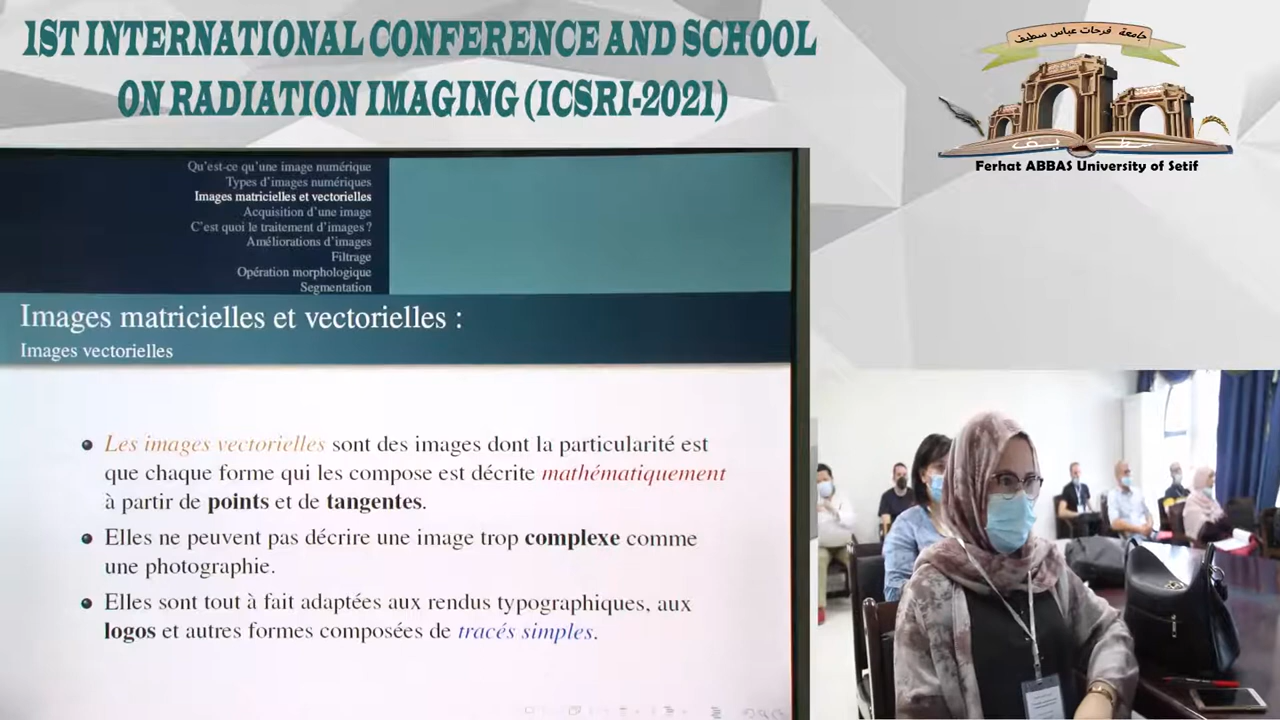 1ST INTERNATIONAL CONFERENCE AND SCHOOL
ON RADIATION IMAGING (ICSRI-2021)
جامعة فرحات عباس سطيف
Ferhat ABBAS University of Setif
Qu'est-ce qu'une image numérique
Types d'images numériques
Images matricielles et vectorielles
Acquisition d'une image
C'est quoi le traitement d'images ?
Améliorations d'images
Filtrage
Opération morphologique
Segmentation
Images matricielles et vectorielles :
Images vectorielles
Les images vectorielles sont des images dont la particularité est
que chaque forme qui les compose est décrite mathématiquement
à partir de points et de tangentes.
Elles ne peuvent pas décrire une image trop complexe comme
une photographie.
Elles sont tout à fait adaptées aux rendus typographiques, aux
logos et autres formes composées de tracés simples.